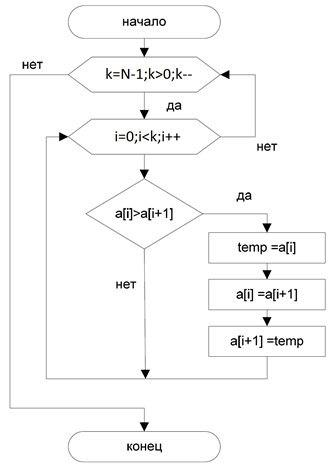 начало
нет
k=N-1;k>0;k--
да
i=0;i<k;i++
нет
a[i]>a[i+1]
да
temp =a[i]
нет
a[i] =a[i+1]
a[i+1] =temp
конец